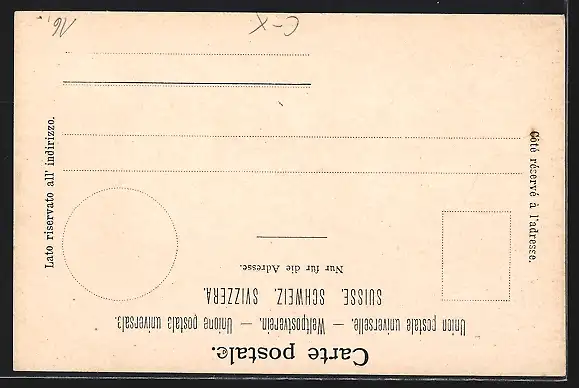 Carte postale.
Union postale universelle. — Weltpostverein. — Unione postale universale.
SUISSE. SCHWEIZ. SVIZZERA.
Nur für die Adresse.
Côté réservé à l'adresse.
Lato riservato all' indirizzo.
C-X